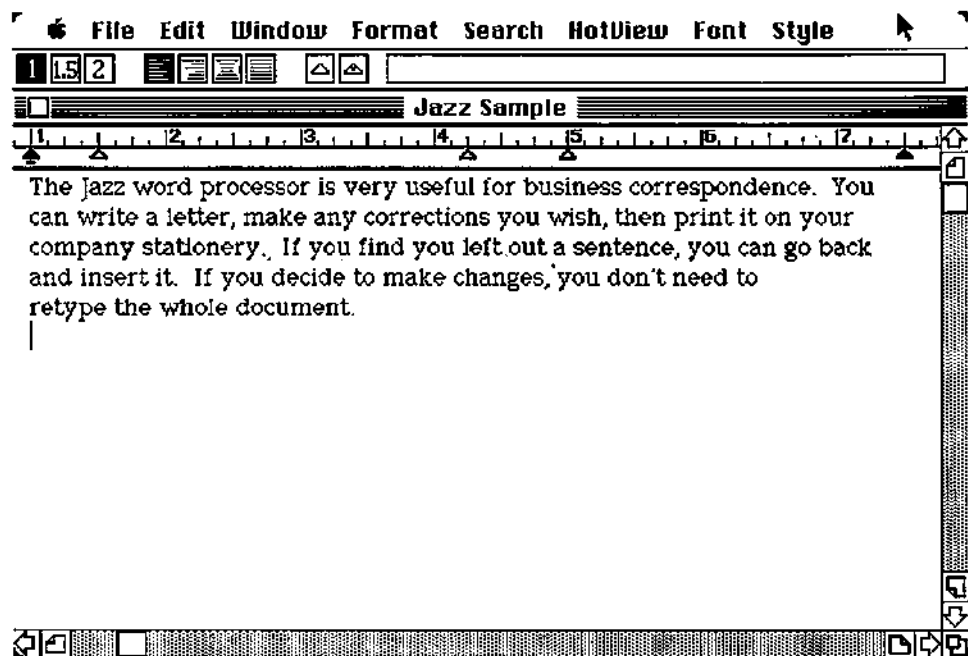 File Edit Window Format Search HotView Font Style
1 1.5 2
Jazz Sample
1 2 3 4 5 6 7
The Jazz word processor is very useful for business correspondence. You
can write a letter, make any corrections you wish, then print it on your
company stationery. If you find you left out a sentence, you can go back
and insert it. If you decide to make changes, you don't need to
retype the whole document.